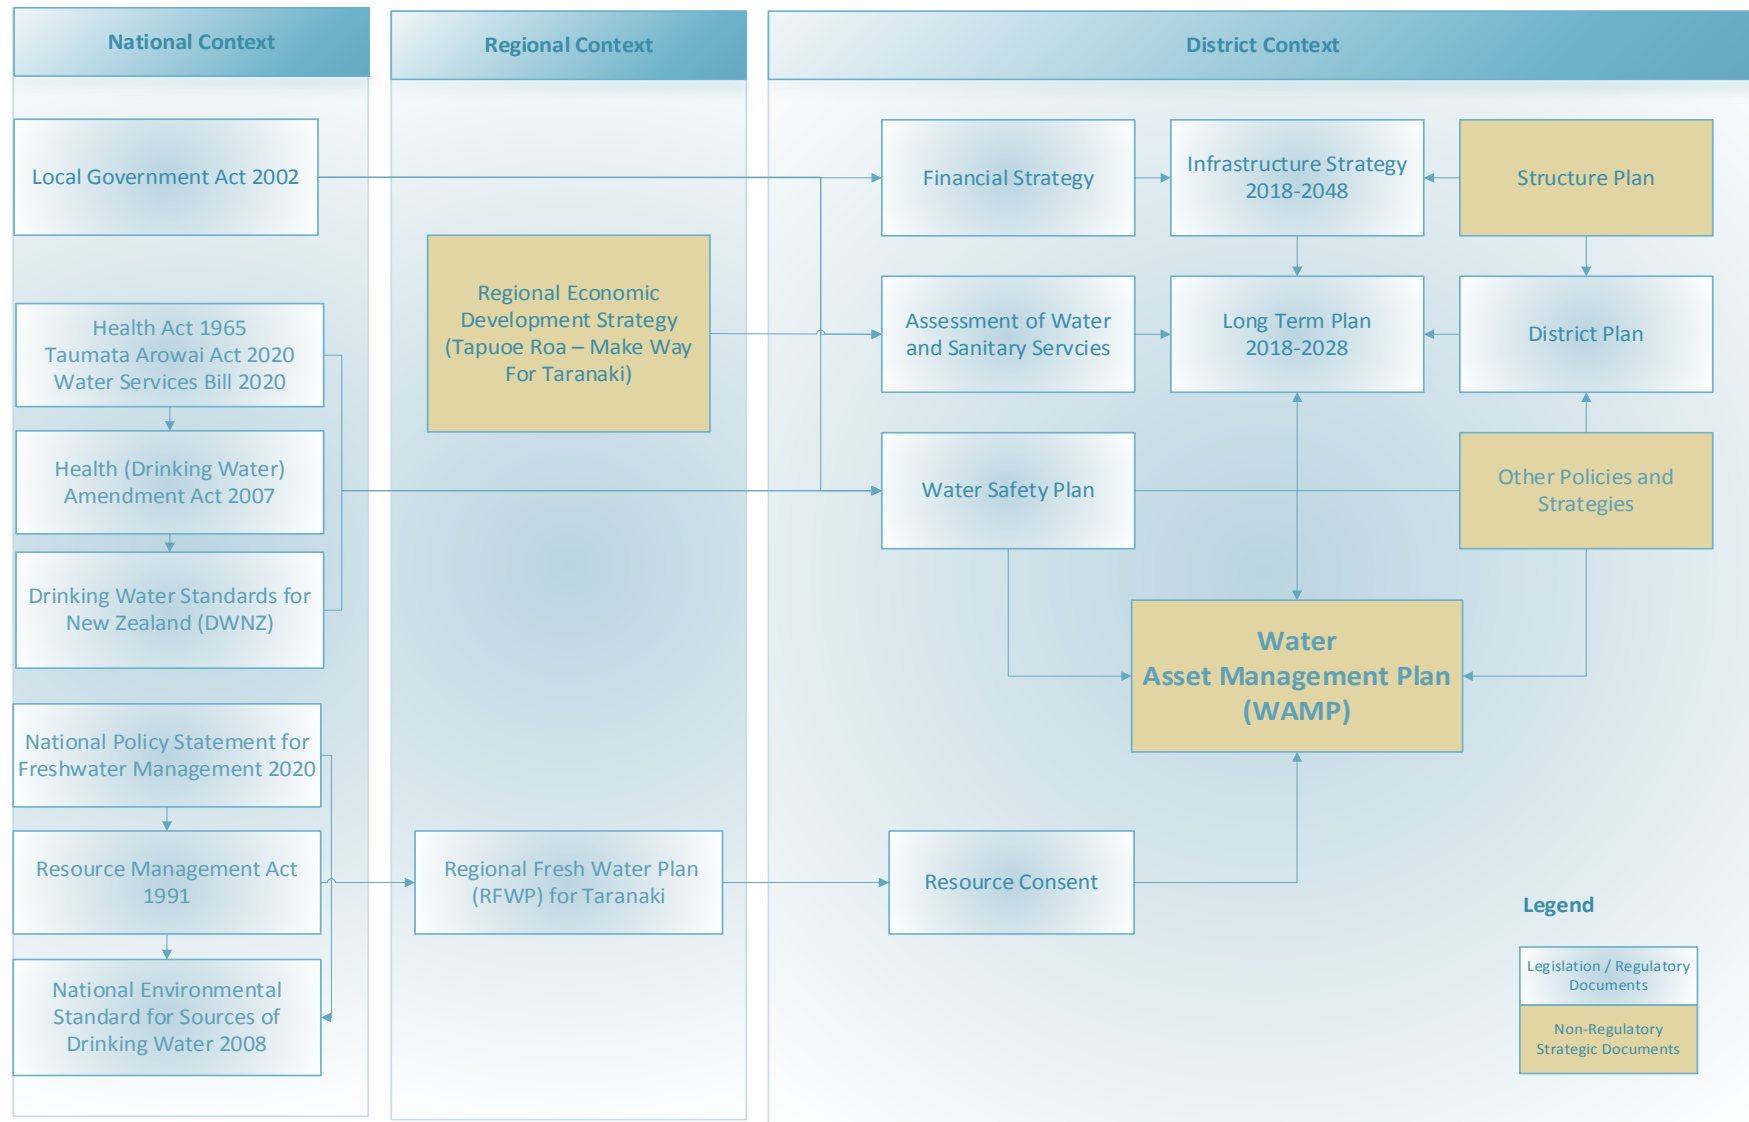 National Context
Local Government Act 2002
Health Act 1965
Taumata Arowai Act 2020
Water Services Bill 2020
Health (Drinking Water)
Amendment Act 2007
Drinking Water Standards for
New Zealand (DWNZ)
National Policy Statement for
Freshwater Management 2020
Resource Management Act
1991
National Environmental
Standard for Sources of
Drinking Water 2008
Regional Context
Regional Economic
Development Strategy
(Tapuoe Roa – Make Way
For Taranaki)
Regional Fresh Water Plan
(RFWP) for Taranaki
District Context
Financial Strategy
Infrastructure Strategy
2018-2048
Structure Plan
Assessment of Water
and Sanitary Servcies
Long Term Plan
2018-2028
District Plan
Water Safety Plan
Other Policies and
Strategies
Water
Asset Management Plan
(WAMP)
Resource Consent
Legend
Legislation / Regulatory
Documents
Non-Regulatory
Strategic Documents